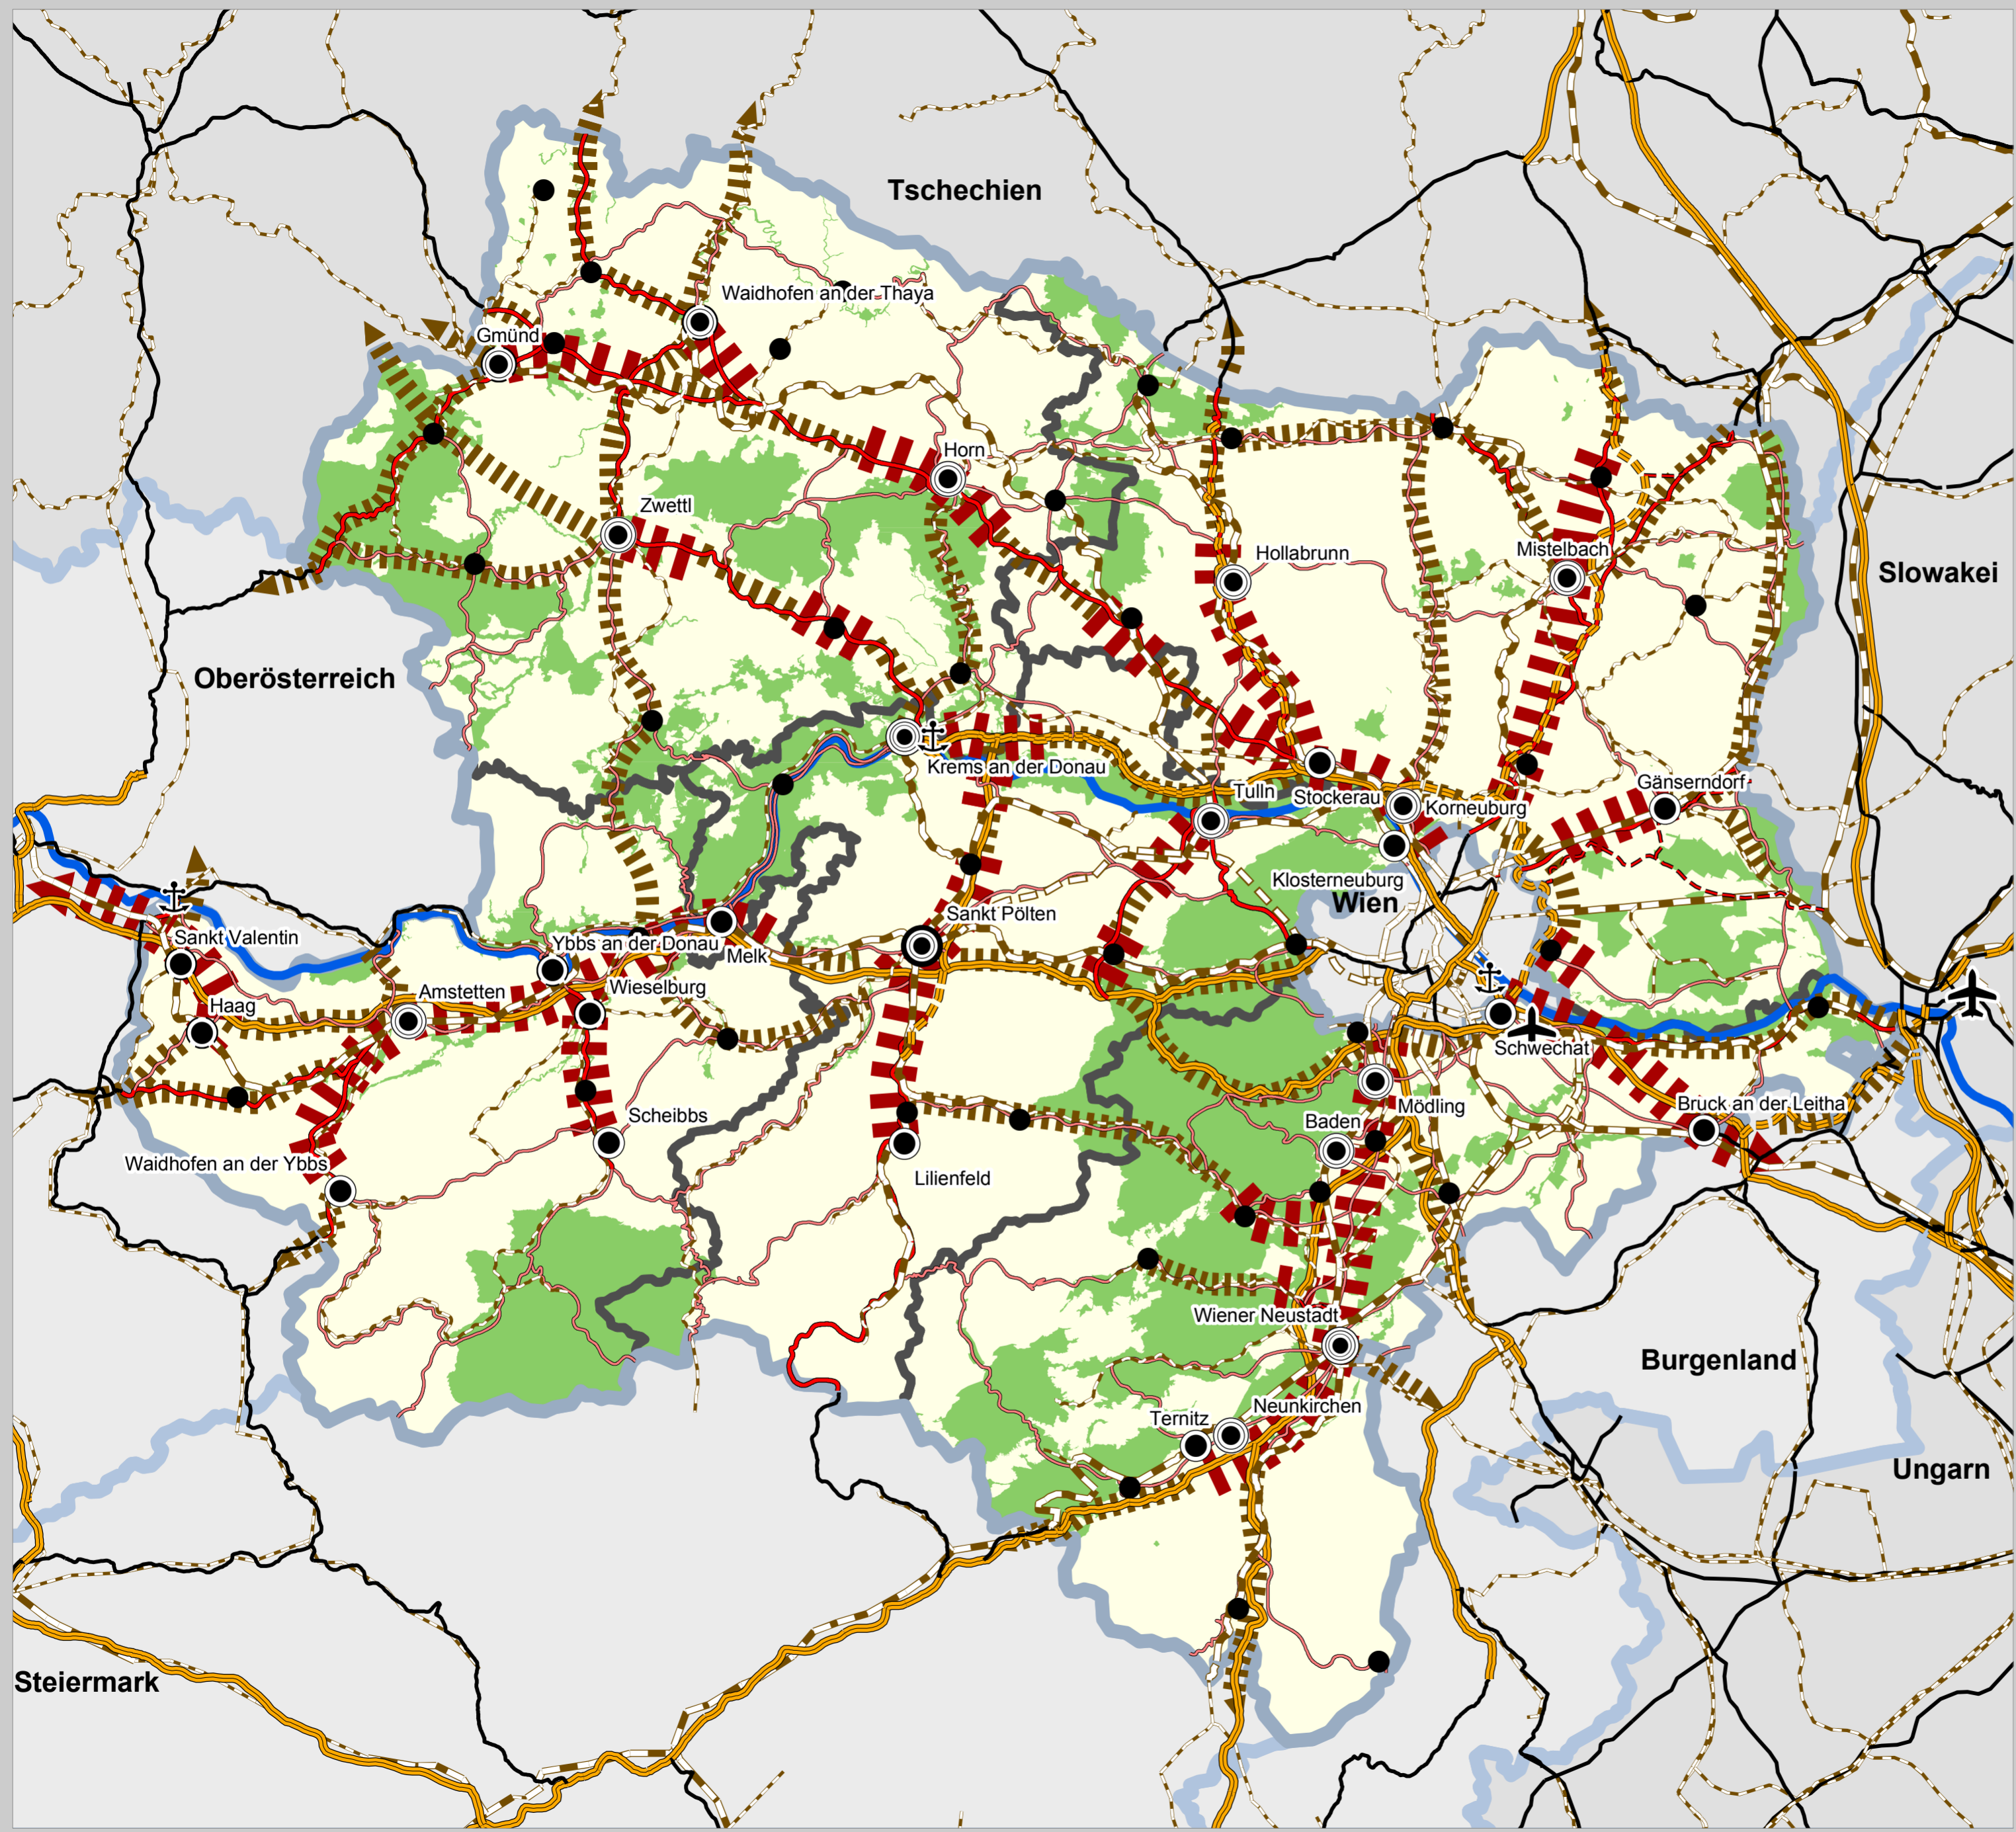 Tschechien
Waidhofen an der Thaya
Gmünd
Horn
Zwettl
Hollabrunn
Mistelbach
Slowakei
Oberösterreich
Krems an der Donau
Tulln
Stockerau
Korneuburg
Gänserndorf
Klosterneuburg
Wien
Sankt Pölten
Sankt Valentin
Ybbs an der Donau
Melk
Wieselburg
Amstetten
Haag
Schwechat
Bruck an der Leitha
Mödling
Baden
Scheibbs
Waidhofen an der Ybbs
Lilienfeld
Wiener Neustadt
Burgenland
Neunkirchen
Ternitz
Ungarn
Steiermark